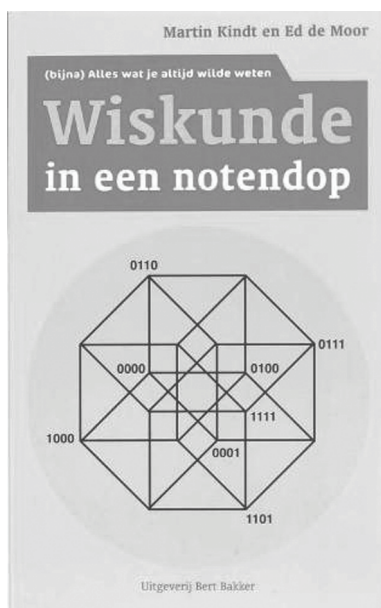 Martin Kindt en Ed de Moor
(bijna) Alles wat je altijd wilde weten
Wiskunde
in een notendop
0110
0111
0000
0100
1111
1000
0001
1101
Uitgeverij Bert Bakker